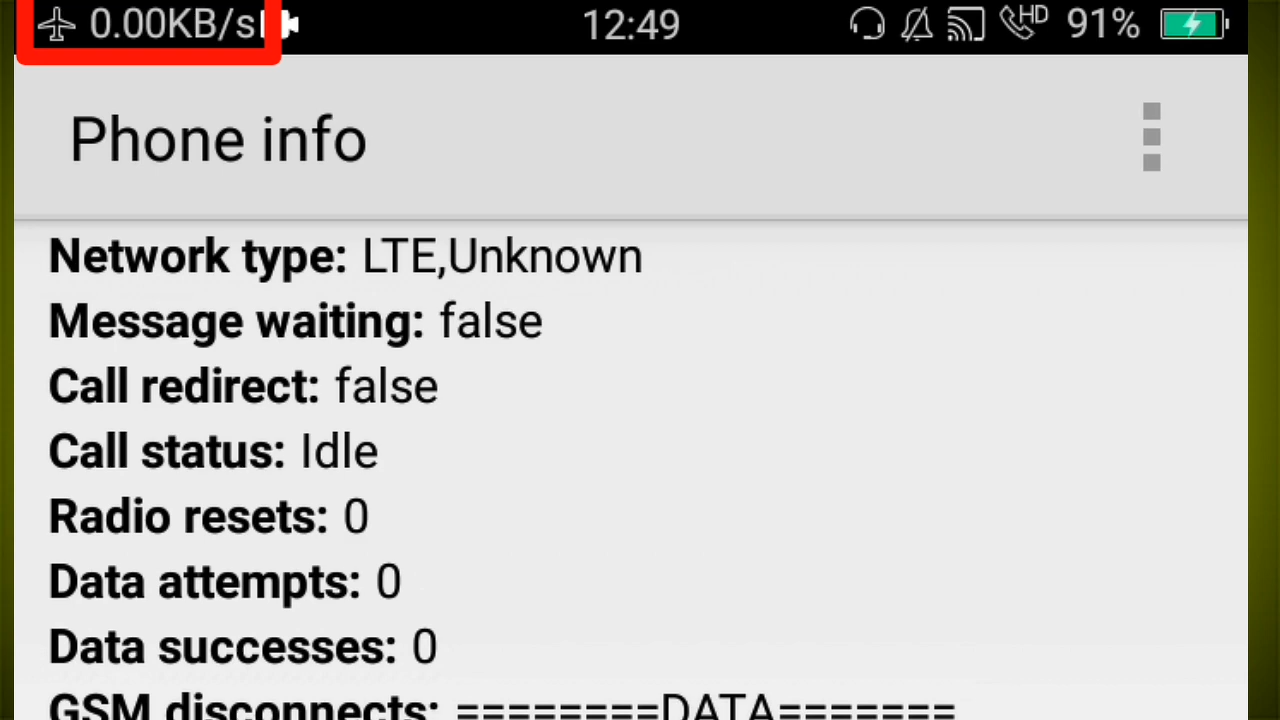 0.00KB/s 12:49 HD 91%
Phone info
Network type: LTE,Unknown
Message waiting: false
Call redirect: false
Call status: Idle
Radio resets: 0
Data attempts: 0
Data successes: 0
GSM disconnects: ========DATA=======